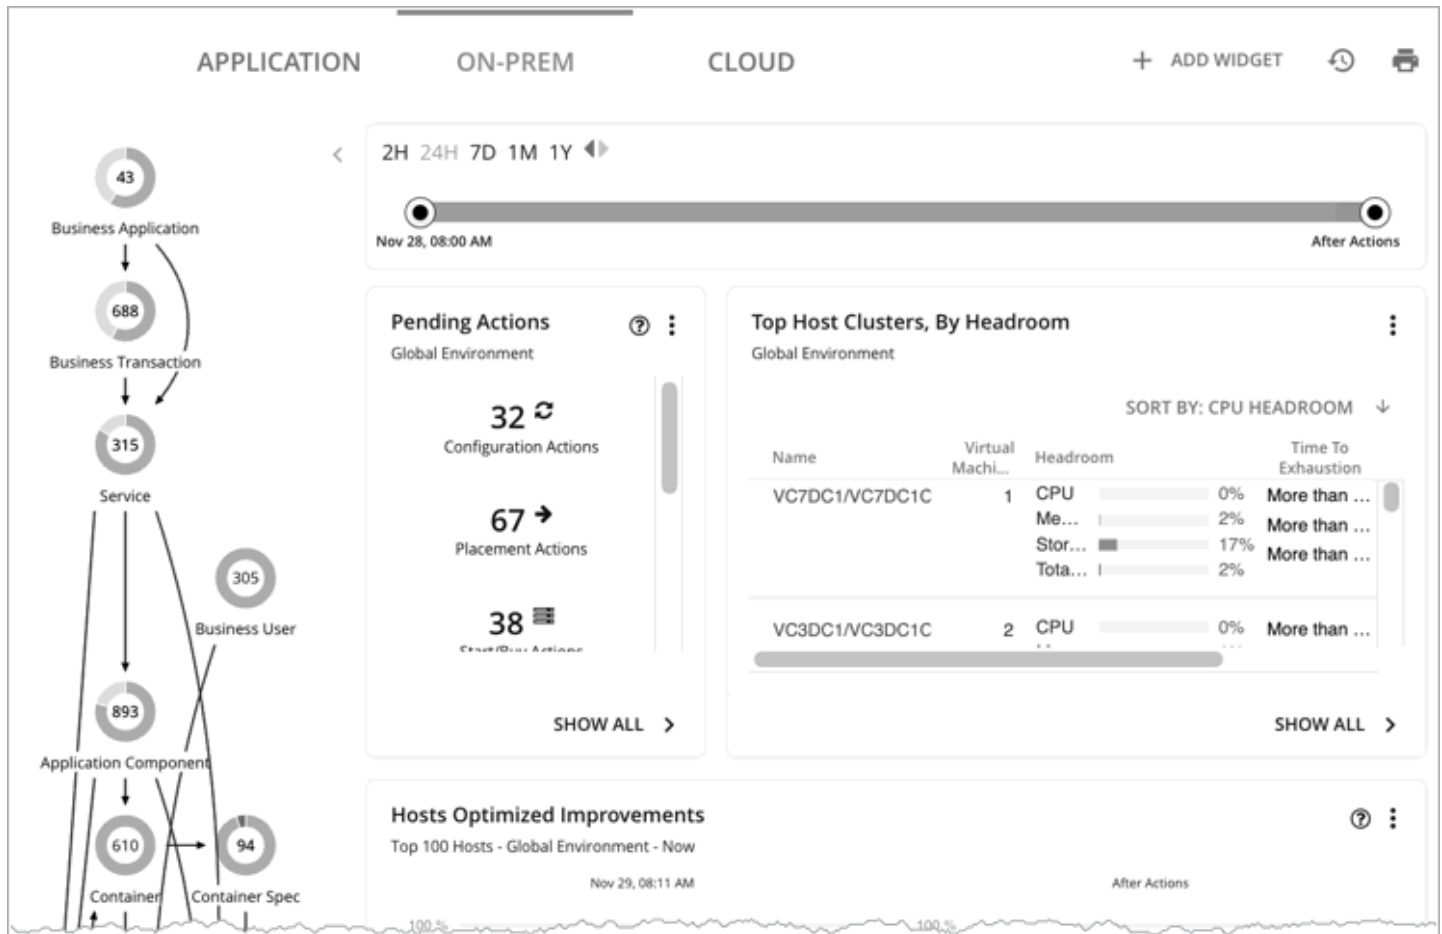 APPLICATION ON-PREM CLOUD ADD WIDGET
43
Business Application
688
Business Transaction
315
Service
305
Business User
893
Application Component
610
Container
94
Container Spec
2H 24H 7D 1M 1Y
Nov 28, 08:00 AM After Actions
Pending Actions
Global Environment
32
Configuration Actions
67
Placement Actions
38
Start/Buy Actions
SHOW ALL
Top Host Clusters, By Headroom
Global Environment
SORT BY: CPU HEADROOM
Name Virtual Machi... Headroom Time To Exhaustion
VC7DC1/VC7DC1C 1 CPU 0% More than ...
Me... 2% More than ...
Stor... 17% More than ...
Tota... 2%
VC3DC1/VC3DC1C 2 CPU 0% More than ...
SHOW ALL
Hosts Optimized Improvements
Top 100 Hosts - Global Environment - Now
Nov 29, 08:11 AM After Actions
100 % 100 %